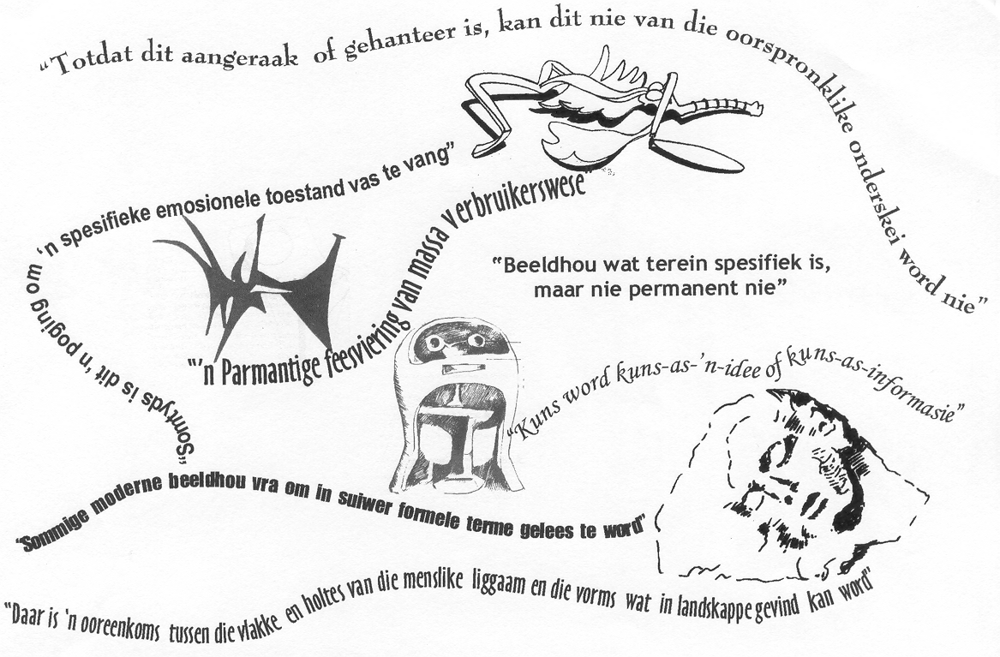 “Totdat dit aangeraak of gehanteer is, kan dit nie van die oorspronklike onderskei word nie”
“Somtyds is dit ’n poging om ’n spesifieke emosionele toestand vas te vang”
“’n Parmantige feesviering van massa verbruikerswese”
“Beeldhou wat terein spesifiek is,
maar nie permanent nie”
“Kuns word kuns-as-’n-idee of kuns-as-informasie”
“Sommige moderne beeldhou vra om in suiwer formele terme gelees te word”
“Daar is ’n ooreenkoms tussen die vlakke en holtes van die menslike liggaam en die vorms wat in landskappe gevind kan word”